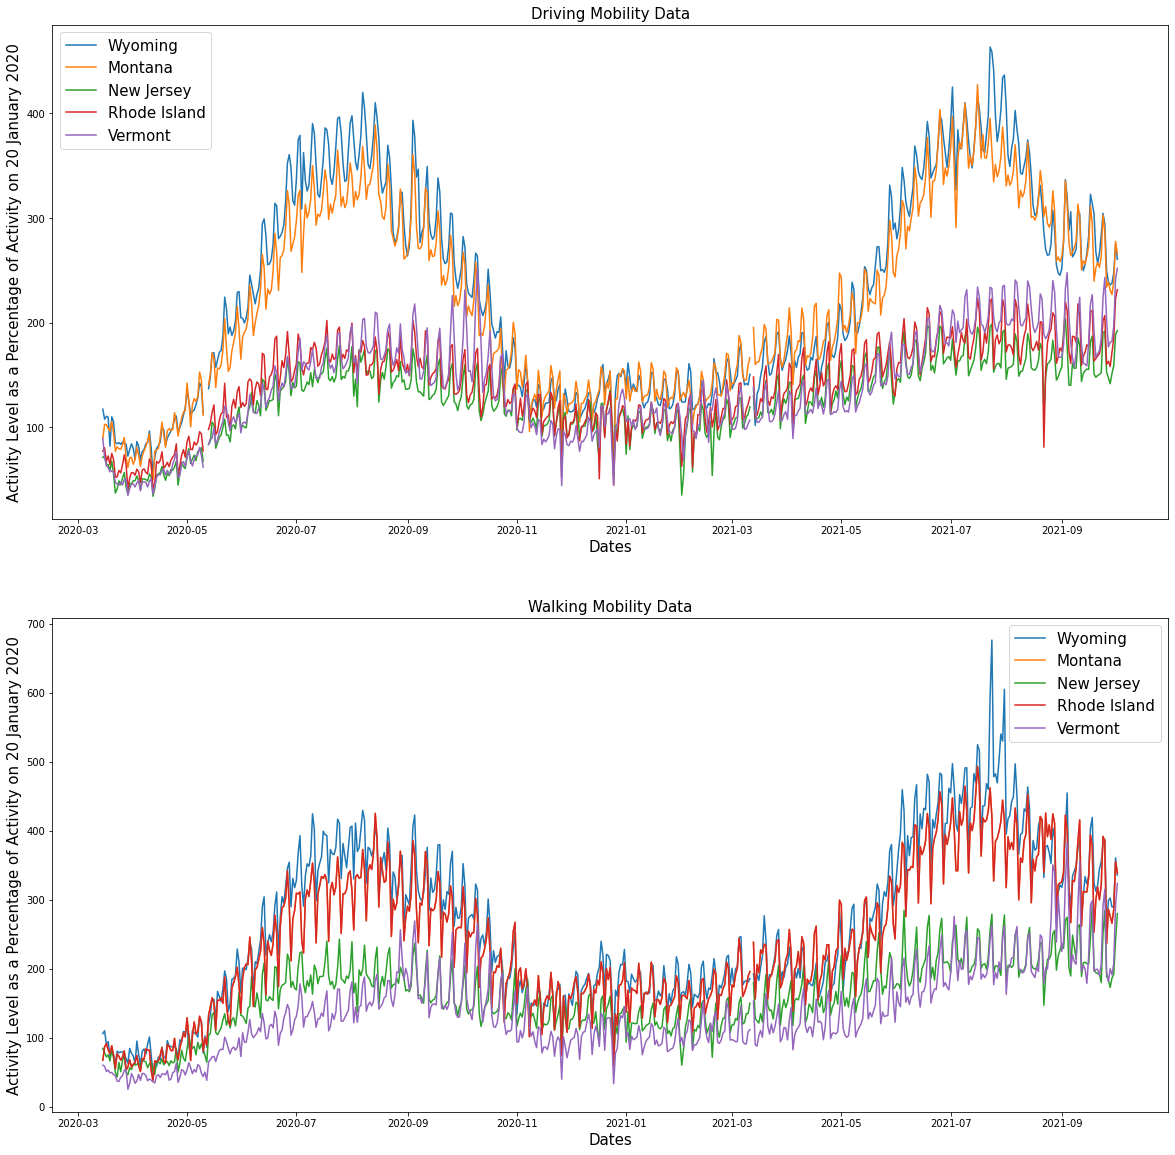 Driving Mobility Data
Activity Level as a Percentage of Activity on 20 January 2020
Wyoming
Montana
New Jersey
Rhode Island
Vermont
400
300
200
100
2020-03 2020-05 2020-07 2020-09 2020-11 2021-01 2021-03 2021-05 2021-07 2021-09
Dates
Walking Mobility Data
Activity Level as a Percentage of Activity on 20 January 2020
Wyoming
Montana
New Jersey
Rhode Island
Vermont
700
600
500
400
300
200
100
0
2020-03 2020-05 2020-07 2020-09 2020-11 2021-01 2021-03 2021-05 2021-07 2021-09
Dates